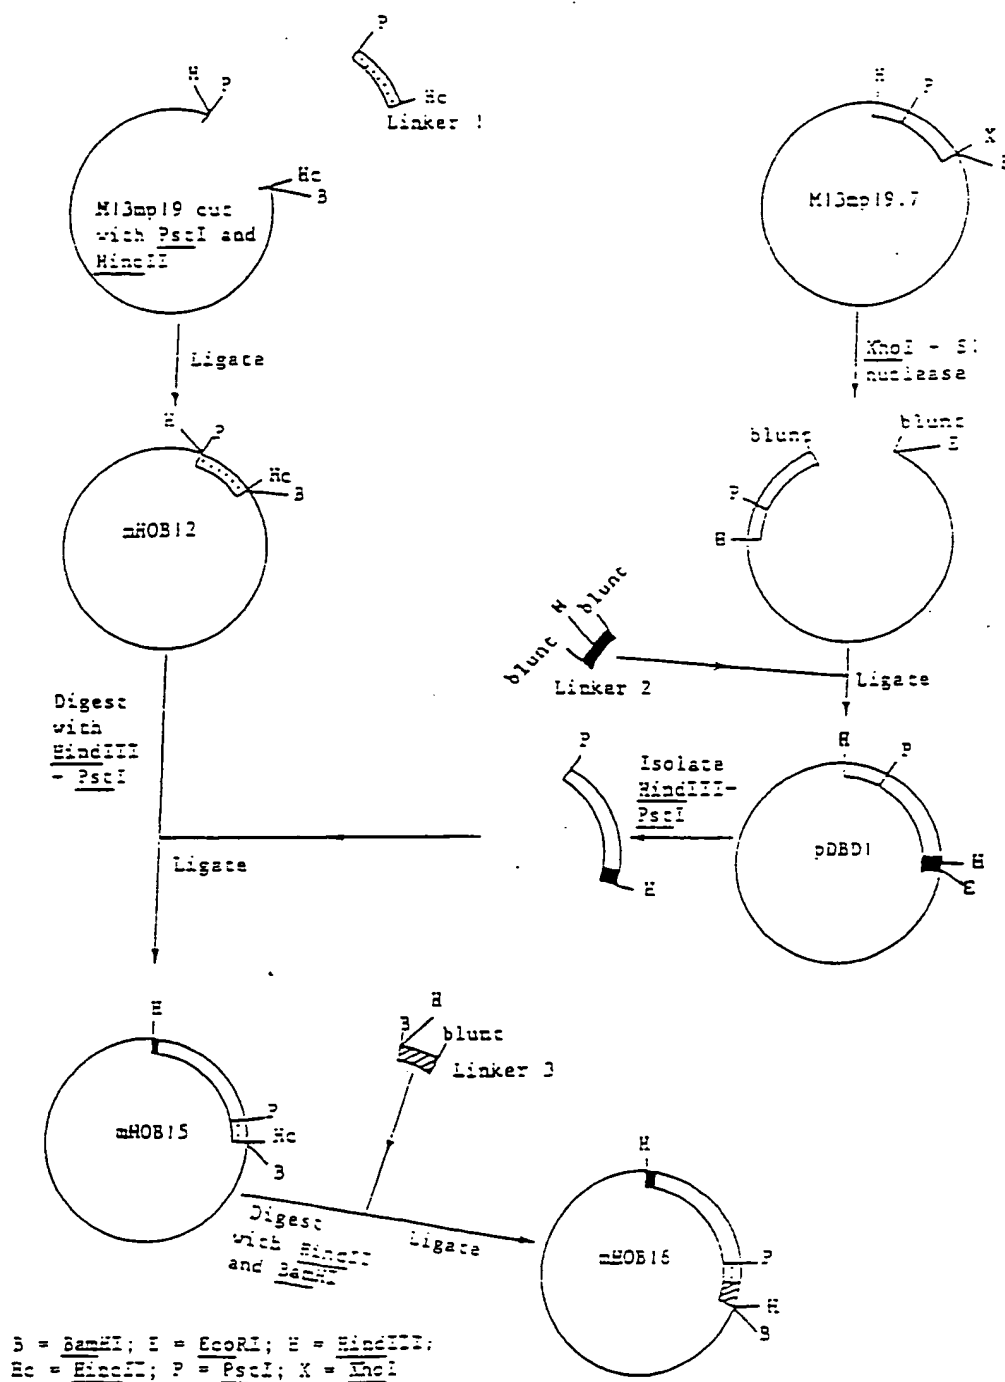 P
H
P
Hc
Linker 1
Hc
B
M13mp19 cut
with PstI and
HincII
H
P
X
M13mp19.7
Ligate
XhoI - S1
nuclease
H
P
Hc
B
mHOB12
blunt
blunt
E
P
H
blunt
H
blunt
Linker 2
Ligate
Digest
with
HindIII
- PstI
P
Isolate
HindIII-
PstI
H
P
pDBD1
H
E
H
Ligate
H
P
Hc
B
mHOB15
B
H
blunt
Linker 3
Digest
with HincII
and BamHI
Ligate
H
mHOB16
P
H
B
B = BamHI; E = EcoRI; H = HindIII;
Hc = HincII; P = PstI; X = XhoI